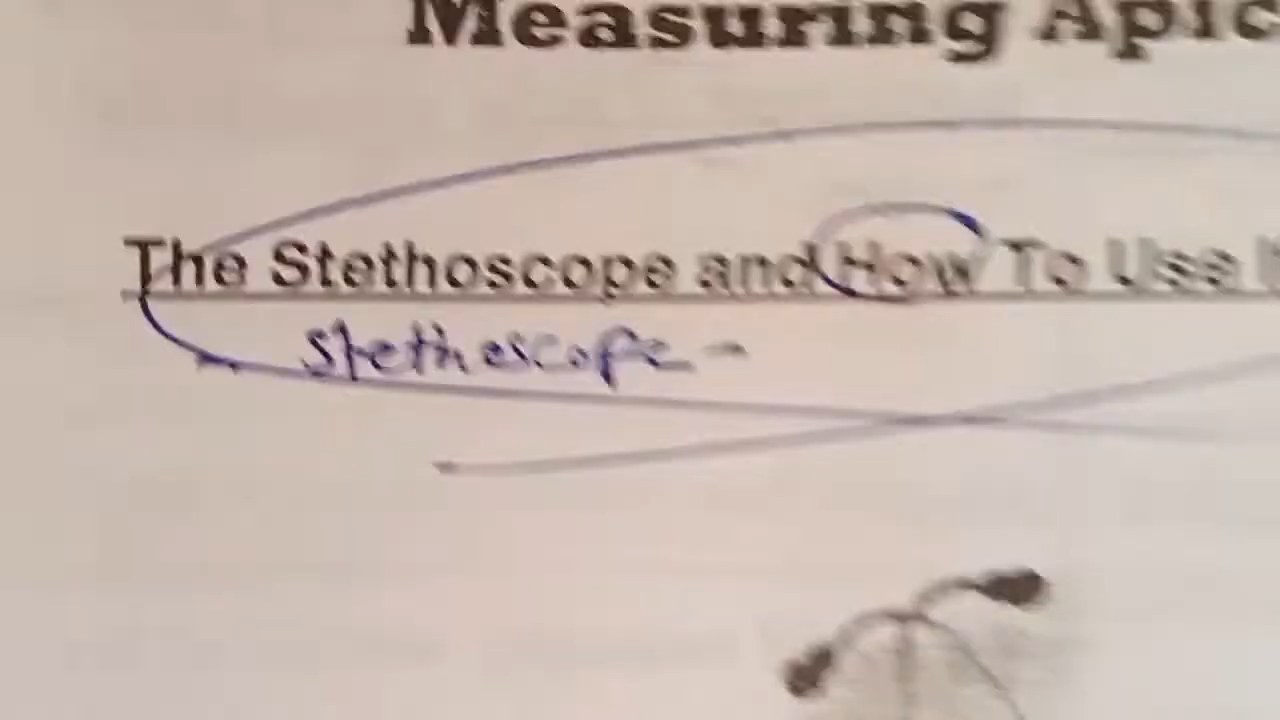 Measuring Apic
The Stethoscope and How To Use I
stethescope -